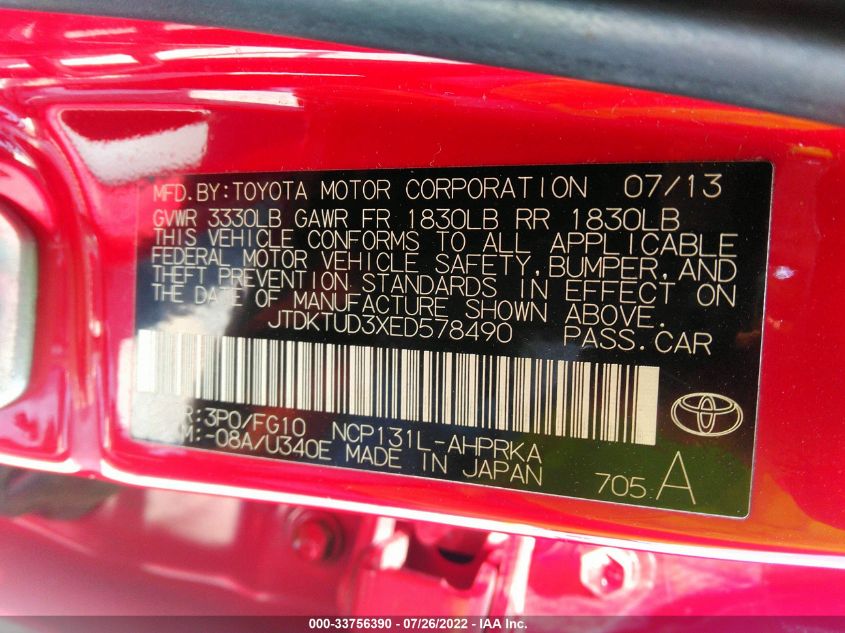 MFD.BY:TOYOTA MOTOR CORPORATION 07/13
GVWR 3330LB GAWR FR 1830LB RR 1830LB
THIS VEHICLE CONFORMS TO ALL APPLICABLE
FEDERAL MOTOR VEHICLE SAFETY,BUMPER,AND
THEFT PREVENTION STANDARDS IN EFFECT ON
THE DATE OF MANUFACTURE SHOWN ABOVE.
JTDKTUD3XED578490 PASS.CAR
:3P0/FG10 NCP131L-AHPRKA
:-08A/U340E MADE IN JAPAN 705 A
000-33756390 - 07/26/2022 - IAA Inc.